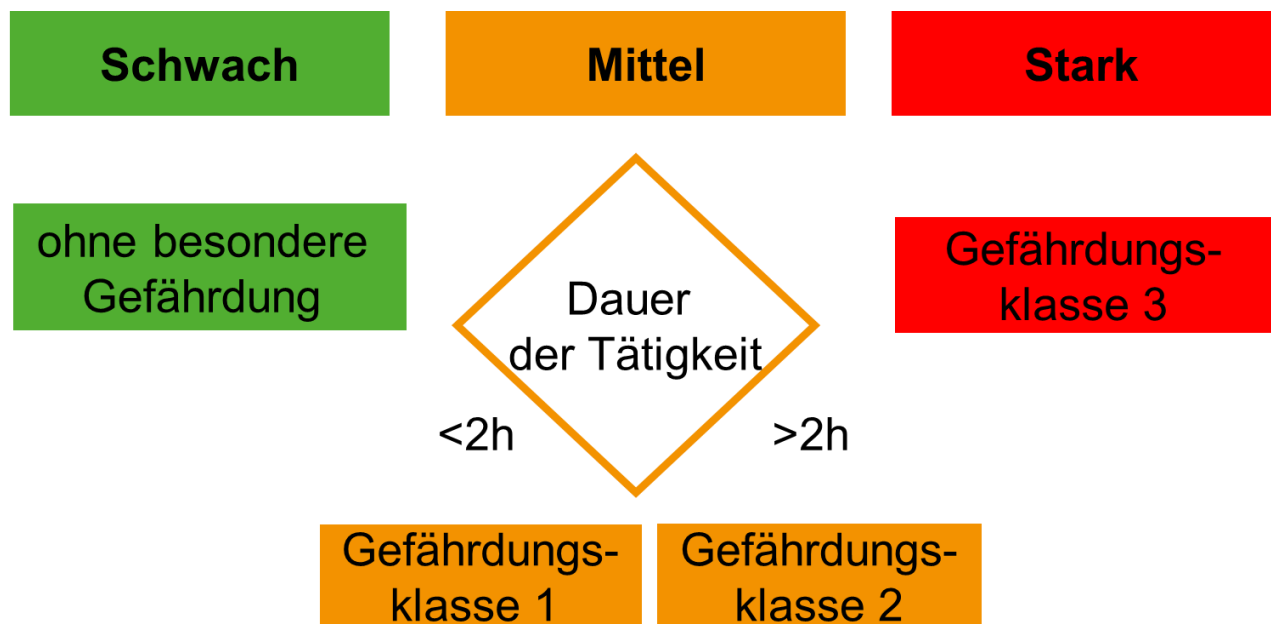 Schwach
Mittel
Stark
ohne besondere
Gefährdung
Dauer
der Tätigkeit
<2h
>2h
Gefährdungs-
klasse 3
Gefährdungs-
klasse 1
Gefährdungs-
klasse 2